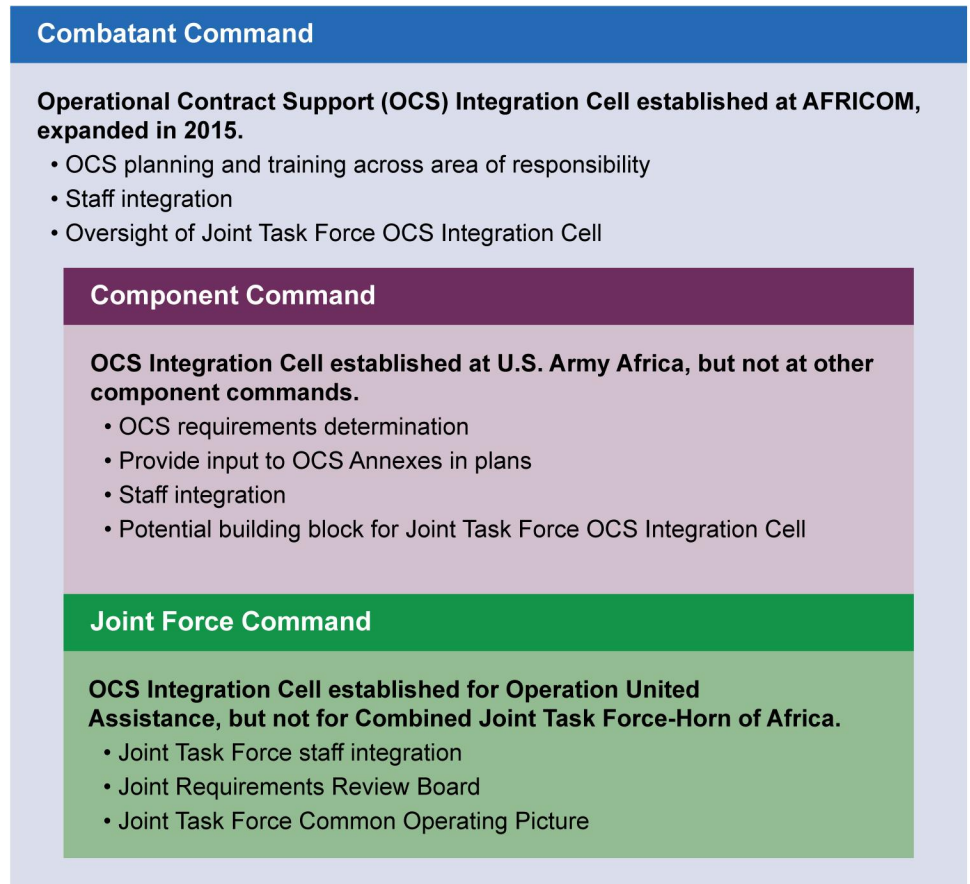 Combatant Command
Operational Contract Support (OCS) Integration Cell established at AFRICOM,
expanded in 2015.
• OCS planning and training across area of responsibility
• Staff integration
• Oversight of Joint Task Force OCS Integration Cell
Component Command
OCS Integration Cell established at U.S. Army Africa, but not at other
component commands.
• OCS requirements determination
• Provide input to OCS Annexes in plans
• Staff integration
• Potential building block for Joint Task Force OCS Integration Cell
Joint Force Command
OCS Integration Cell established for Operation United
Assistance, but not for Combined Joint Task Force-Horn of Africa.
• Joint Task Force staff integration
• Joint Requirements Review Board
• Joint Task Force Common Operating Picture